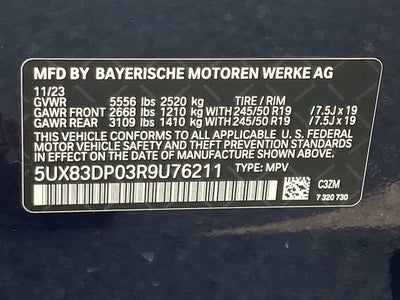 MFD BY BAYERISCHE MOTOREN WERKE AG
11/23
GVWR 5556 lbs 2520 kg TIRE / RIM
GAWR FRONT 2668 lbs 1210 kg WITH 245/50 R19 /7.5J x 19
GAWR REAR 3109 lbs 1410 kg WITH 245/50 R19 /7.5J x 19
THIS VEHICLE CONFORMS TO ALL APPLICABLE U.S. FEDERAL
MOTOR VEHICLE SAFETY, BUMPER, AND THEFT PREVENTION
STANDARDS IN EFFECT ON THE DATE OF MANUFACTURE SHOWN ABOVE.
5UX83DP03R9U76211 TYPE: MPV
C3ZM
7 320 730